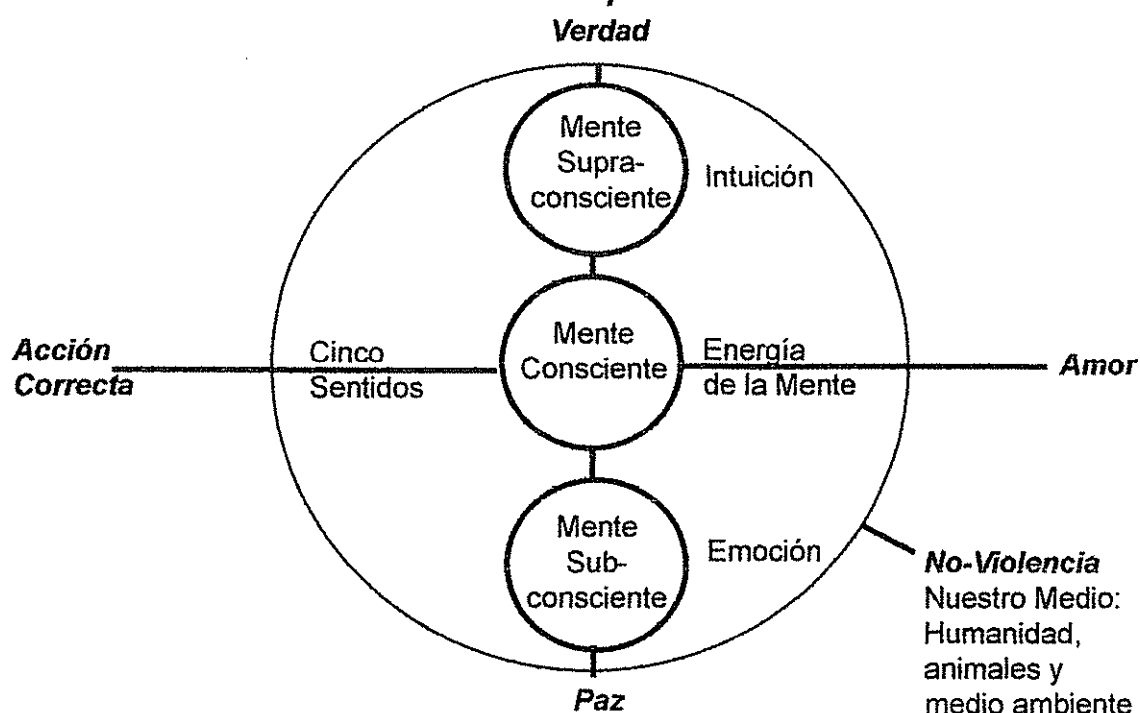 Verdad
Mente
Supra-
consciente
Intuición
Acción
Correcta
Cinco
Sentidos
Mente
Consciente
Energía
de la Mente
Amor
Mente
Sub-
consciente
Emoción
No-Violencia
Nuestro Medio:
Humanidad,
animales y
medio ambiente
Paz